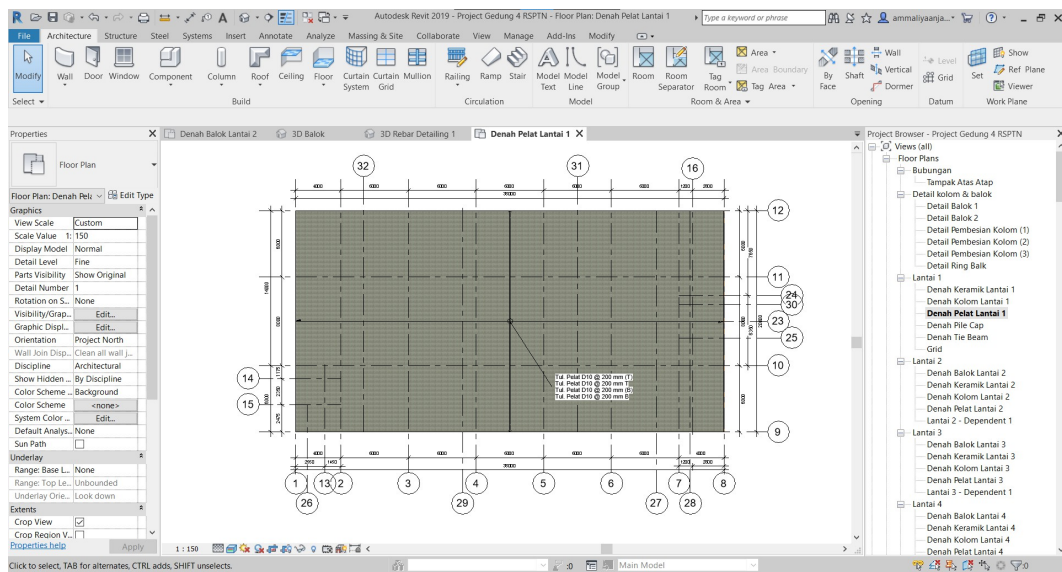 Autodesk Revit 2019 - Project Gedung 4 RSPTN - Floor Plan: Denah Pelat Lantai 1
Type a keyword or phrase
ammaliyaanja...
File Architecture Structure Steel Systems Insert Annotate Analyze Massing & Site Collaborate View Manage Add-Ins Modify
Modify Wall Door Window Component Column Roof Ceiling Floor Curtain System Curtain Grid Mullion Railing Ramp Stair Model Text Model Line Model Group Room Room Separator Tag Room
Area
Area Boundary
Tag Area
By Face Shaft Wall Vertical Dormer
Level
Grid
Set Show Ref Plane Viewer
Select Build Circulation Model Room & Area Opening Datum Work Plane
Properties
Denah Balok Lantai 2 3D Balok 3D Rebar Detailing 1 Denah Pelat Lantai 1
Project Browser - Project Gedung 4 RSPTN
Floor Plan
Floor Plan: Denah Pela Edit Type
Graphics
View Scale Custom
Scale Value 1: 150
Display Model Normal
Detail Level Fine
Parts Visibility Show Original
Detail Number 1
Rotation on S... None
Visibility/Grap... Edit...
Graphic Displ... Edit...
Orientation Project North
Wall Join Disp... Clean all wall j...
Discipline Architectural
Show Hidden ... By Discipline
Color Scheme ... Background
Color Scheme <none>
System Color ... Edit...
Default Analys... None
Sun Path
Underlay
Range: Base L... None
Range: Top Le... Unbounded
Underlay Orie... Look down
Extents
Crop View
Crop Region V...
Properties help Apply
32 31 16
4000 6000 6000 6000 6000 6000 1200 2800
12
11
24
30
23
25
10
9
14
15
Tul. Pelat D10 @ 200 mm (T)
Tul. Pelat D10 @ 200 mm T
Tul. Pelat D10 @ 200 mm (B)
Tul. Pelat D10 @ 200 mm B
4000 6000 6000 6000 6000 6000 1200 2800
1 13 2 3 4 5 6 7 8
26 29 27 28
Views (all)
Floor Plans
Bubungan
Tampak Atas Atap
Detail kolom & balok
Detail Balok 1
Detail Balok 2
Detail Pembesian Kolom (1)
Detail Pembesian Kolom (2)
Detail Pembesian Kolom (3)
Detail Ring Balk
Lantai 1
Denah Keramik Lantai 1
Denah Kolom Lantai 1
Denah Pelat Lantai 1
Denah Pile Cap
Denah Tie Beam
Grid
Lantai 2
Denah Balok Lantai 2
Denah Keramik Lantai 2
Denah Kolom Lantai 2
Denah Pelat Lantai 2
Lantai 2 - Dependent 1
Lantai 3
Denah Balok Lantai 3
Denah Keramik Lantai 3
Denah Kolom Lantai 3
Denah Pelat Lantai 3
Lantai 3 - Dependent 1
Lantai 4
Denah Balok Lantai 4
Denah Keramik Lantai 4
Denah Kolom Lantai 4
Denah Pelat Lantai 4
1 : 150
Click to select, TAB for alternates, CTRL adds, SHIFT unselects.
:0 Main Model :0